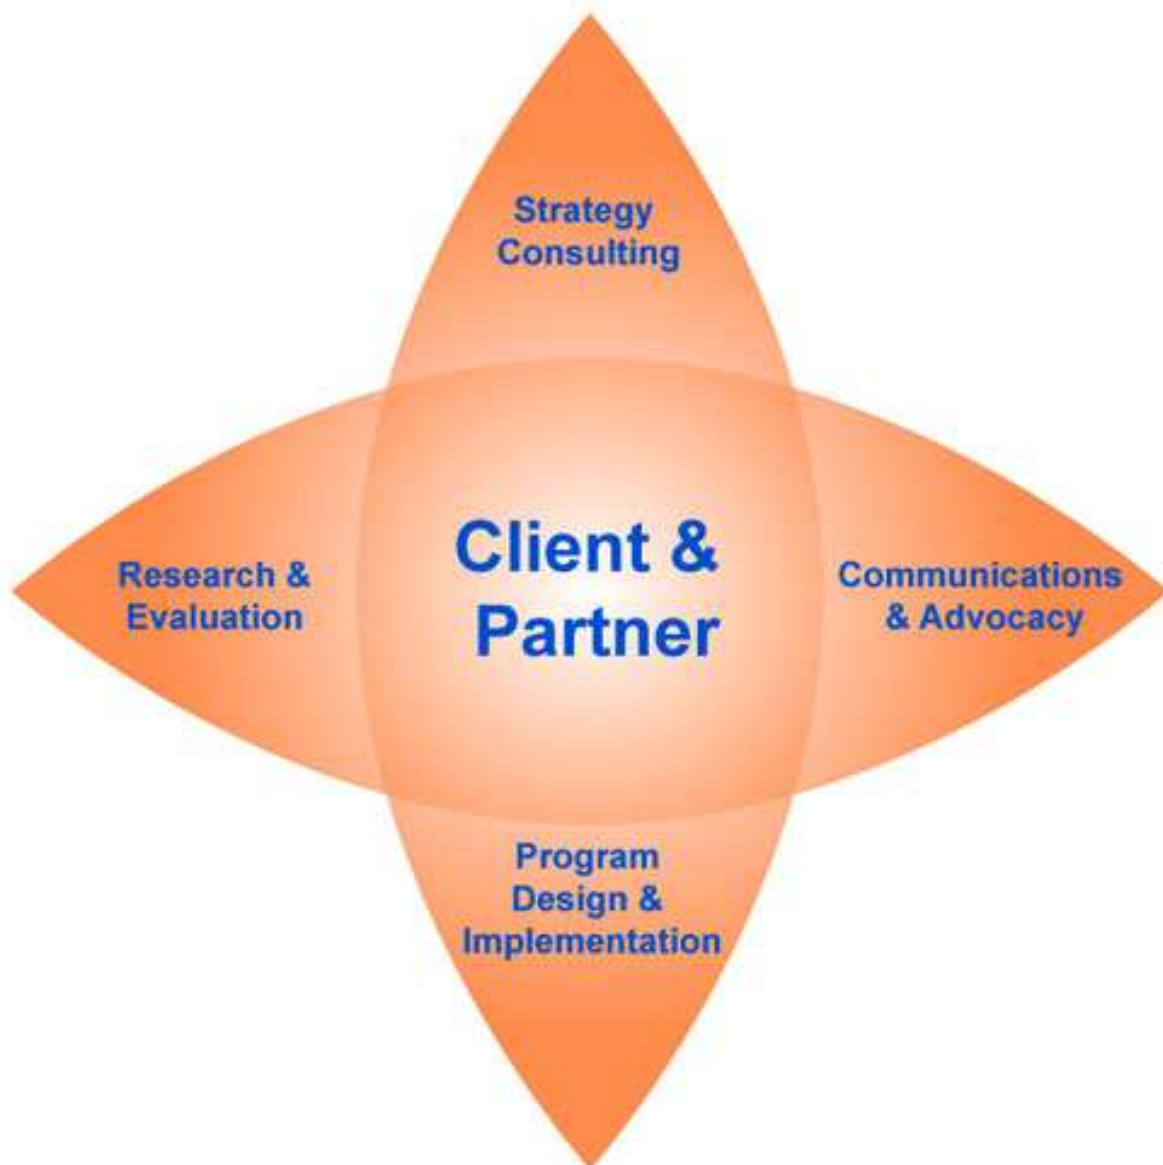 Strategy
Consulting
Research &
Evaluation
Client &
Partner
Communications
& Advocacy
Program
Design &
Implementation